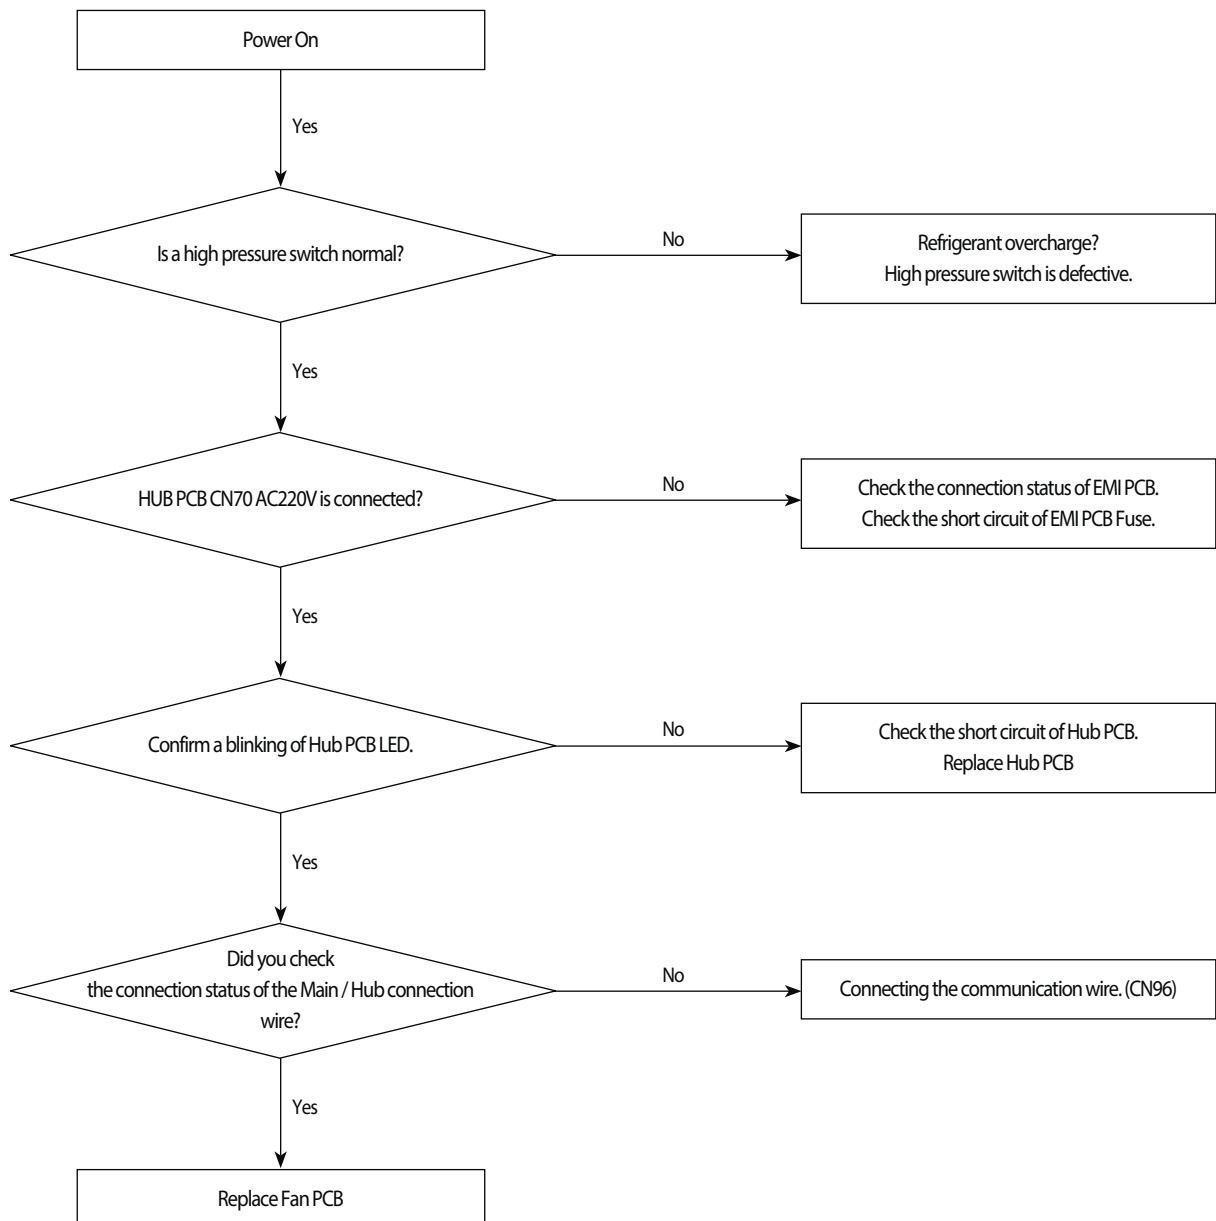 Power On
Yes
Is a high pressure switch normal?
No
Refrigerant overcharge?
High pressure switch is defective.
Yes
HUB PCB CN70 AC220V is connected?
No
Check the connection status of EMI PCB.
Check the short circuit of EMI PCB Fuse.
Yes
Confirm a blinking of Hub PCB LED.
No
Check the short circuit of Hub PCB.
Replace Hub PCB
Yes
Did you check
the connection status of the Main / Hub connection
wire?
No
Connecting the communication wire. (CN96)
Yes
Replace Fan PCB